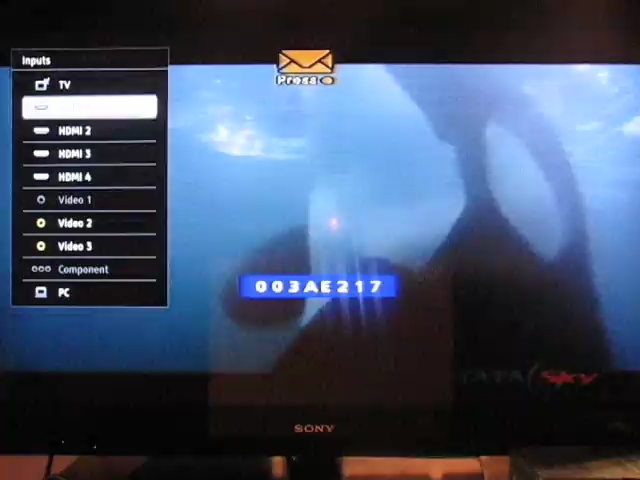 Inputs
Press
TV
HDMI 2
HDMI 3
HDMI 4
Video 1
Video 2
Video 3
Component
PC
003AE217
TATA SKY
SONY